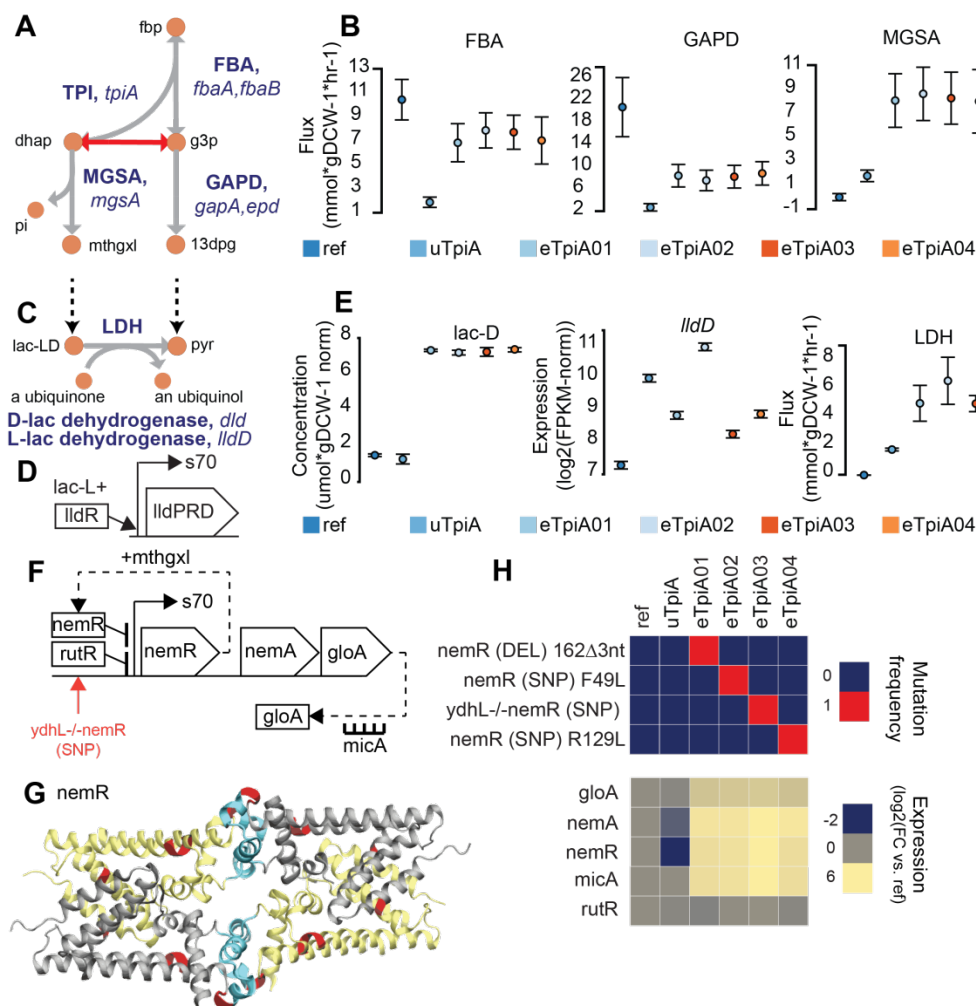 A
fbp
FBA,
fbaA,fbaB
TPI, tpiA
dhap
g3p
MGSA,
mgsA
GAPD,
gapA,epd
pi
mthgxl
13dpg
B
FBA
GAPD
MGSA
Flux
(mmol*gDCW-1*hr-1)
13
11
9
7
5
3
1
26
22
18
14
10
6
2
11
9
7
5
3
1
-1
ref
uTpiA
eTpiA01
eTpiA02
eTpiA03
eTpiA04
C
LDH
lac-LD
pyr
a ubiquinone
an ubiquinol
D-lac dehydrogenase, dld
L-lac dehydrogenase, lldD
D
s70
lac-L+
lldR
lldPRD
E
lac-D
lldD
LDH
Concentration
(umol*gDCW-1 norm)
8
6
4
2
0
Expression
(log2(FPKM-norm))
11
10
9
8
7
Flux
(mmol*gDCW-1*hr-1)
8
6
4
2
0
ref
uTpiA
eTpiA01
eTpiA02
eTpiA03
eTpiA04
F
+mthgxl
s70
nemR
rutR
nemR
nemA
gloA
gloA
micA
ydhL-/-nemR
(SNP)
G
nemR
H
ref
uTpiA
eTpiA01
eTpiA02
eTpiA03
eTpiA04
nemR (DEL) 162Δ3nt
nemR (SNP) F49L
ydhL-/-nemR (SNP)
nemR (SNP) R129L
0
1
Mutation
frequency
gloA
nemA
nemR
micA
rutR
-2
0
6
Expression
(log2(FC vs. ref)